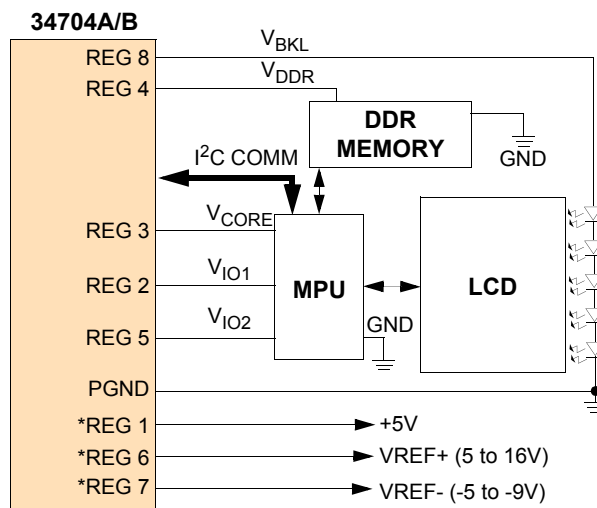 34704A/B
REG 8
V_BKL
REG 4
V_DDR
DDR
MEMORY
GND
I²C COMM
REG 3
V_CORE
REG 2
V_IO1
MPU
LCD
REG 5
V_IO2
GND
PGND
*REG 1
+5V
*REG 6
VREF+ (5 to 16V)
*REG 7
VREF- (-5 to -9V)